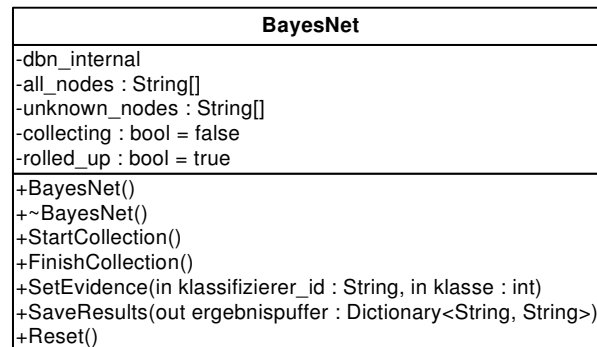 BayesNet
-dbn_internal
-all_nodes : String[]
-unknown_nodes : String[]
-collecting : bool = false
-rolled_up : bool = true
+BayesNet()
+~BayesNet()
+StartCollection()
+FinishCollection()
+SetEvidence(in klassifizierer_id : String, in klasse : int)
+SaveResults(out ergebnispuffer : Dictionary<String, String>)
+Reset()